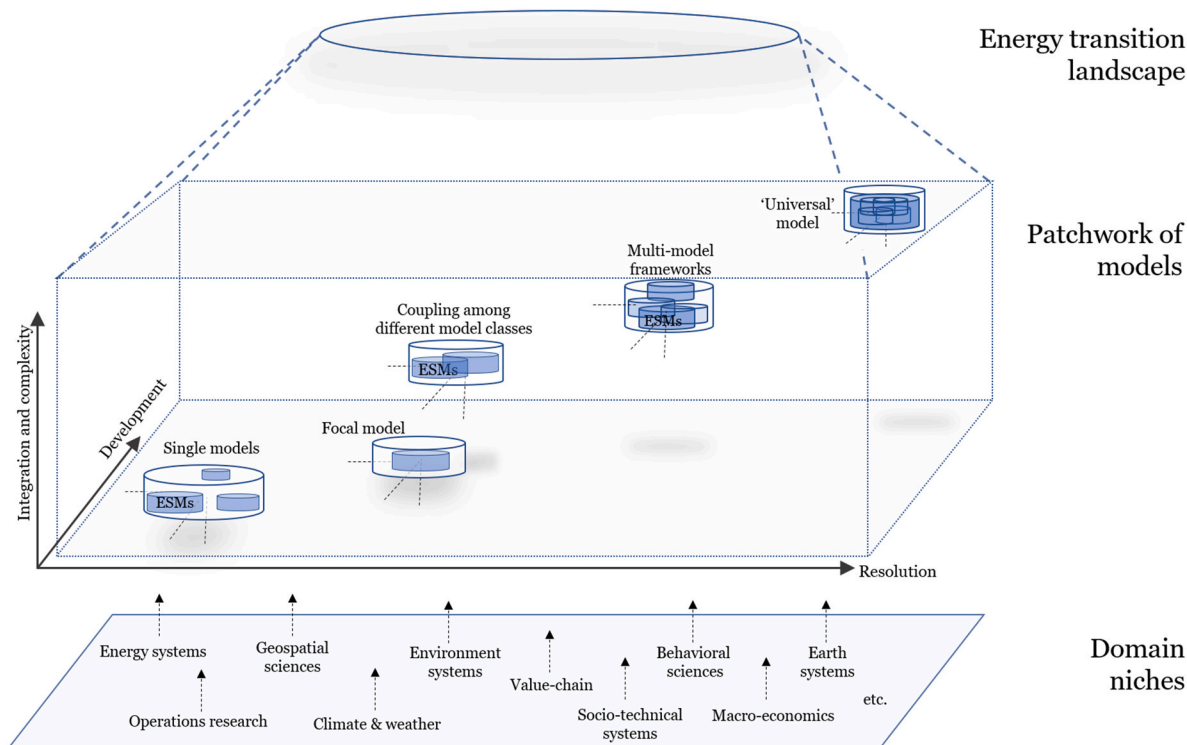 Energy transition
landscape
'Universal'
model
Patchwork of
models
Multi-model
frameworks
ESMs
Coupling among
different model classes
ESMs
Integration and complexity
Development
Focal model
Single models
ESMs
Resolution
Energy systems
Geospatial
sciences
Environment
systems
Value-chain
Behavioral
sciences
Earth
systems
Domain
niches
Operations research
Climate & weather
Socio-technical
systems
Macro-economics
etc.